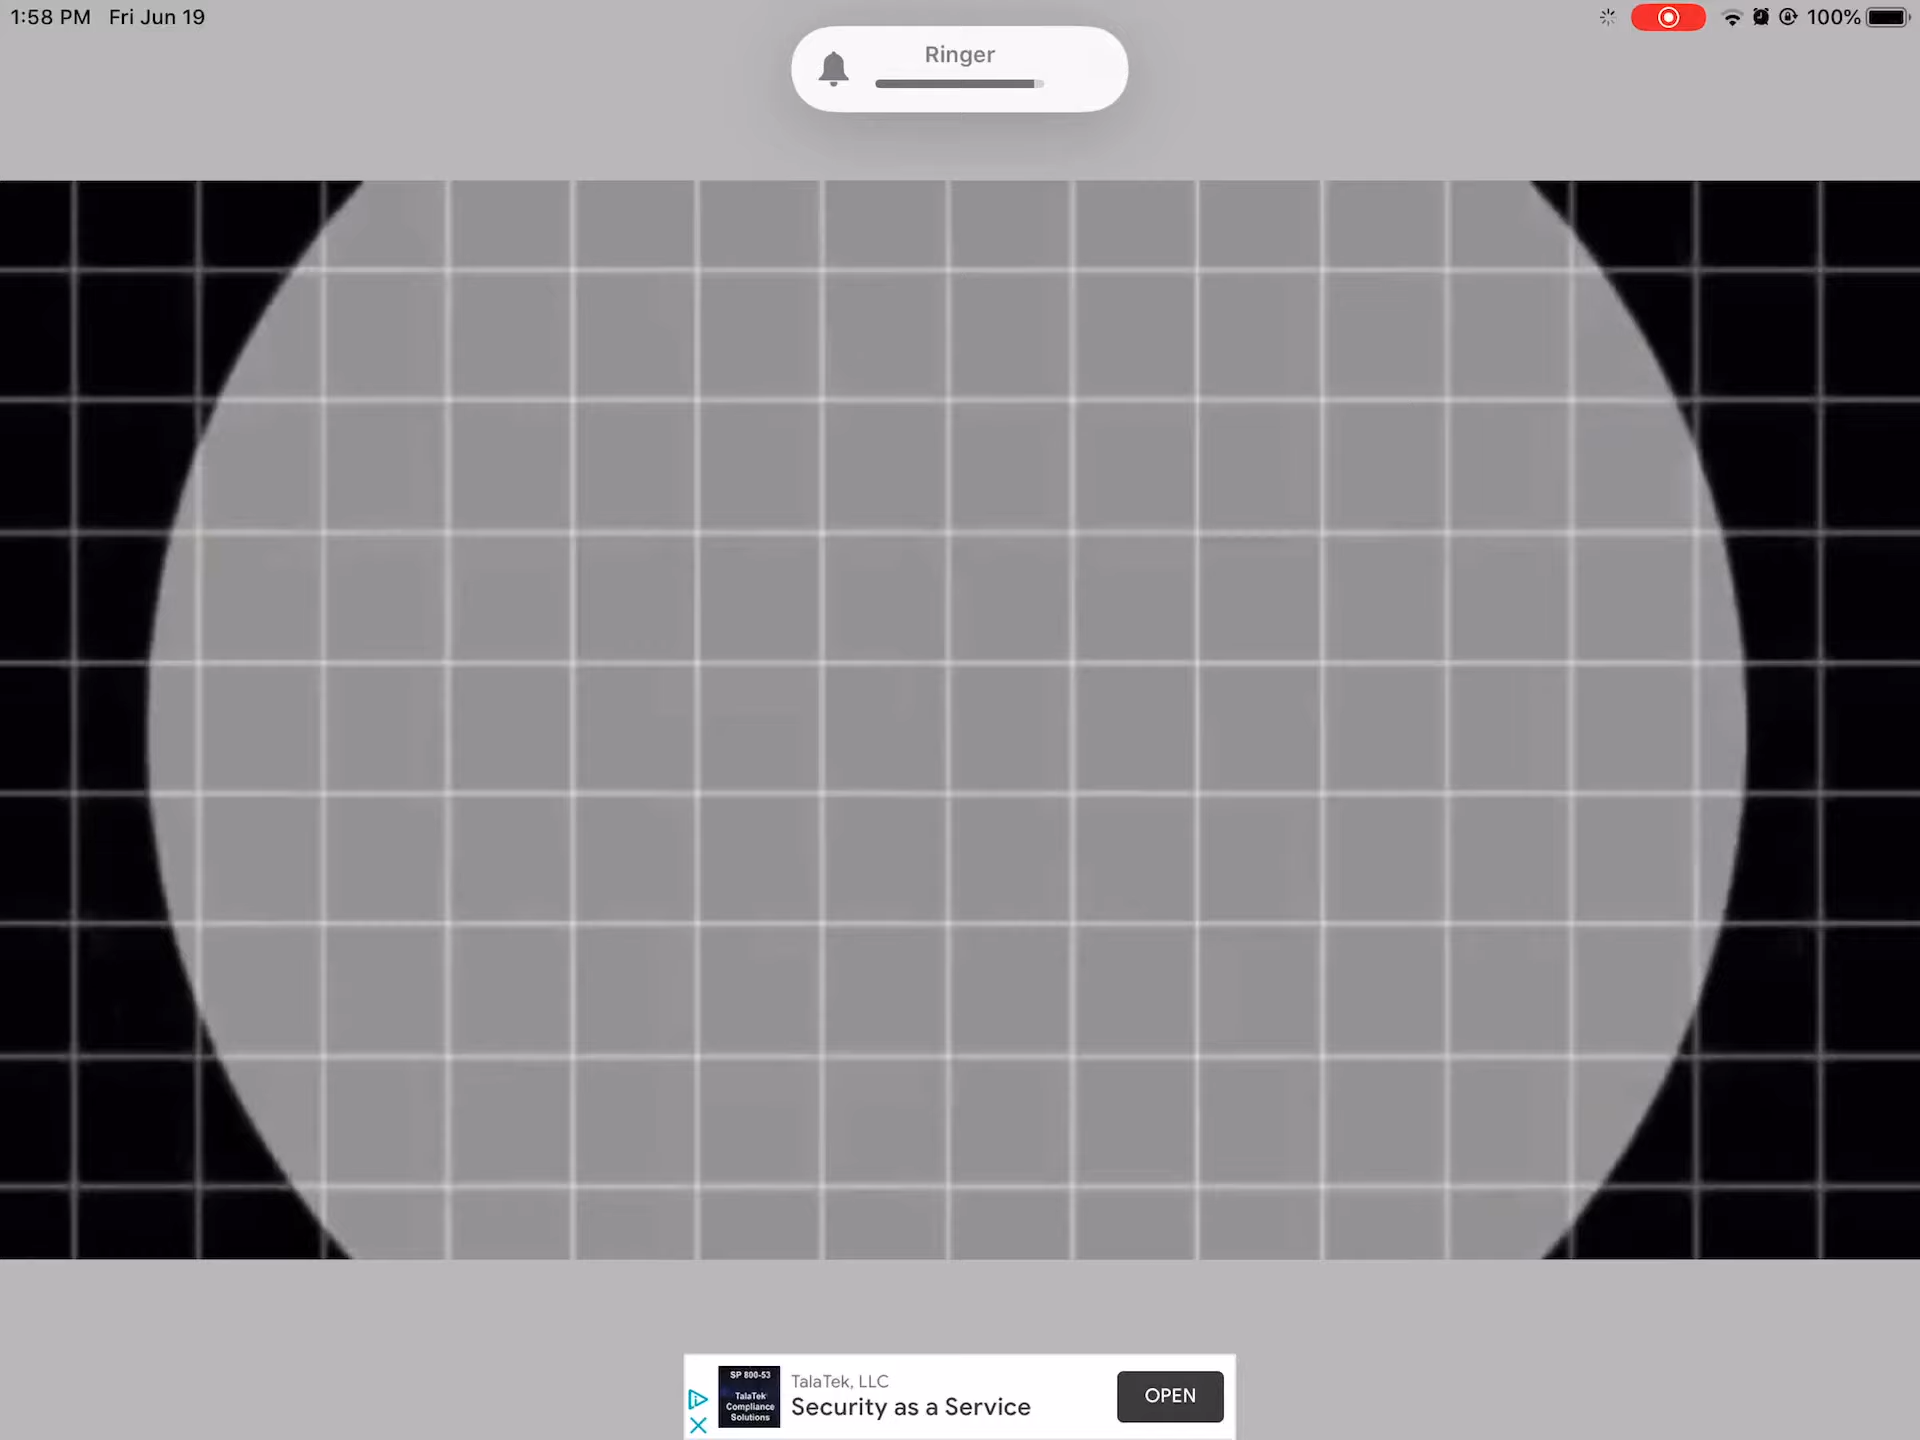 1:58 PM Fri Jun 19
100%
Ringer
SP 800-53
TalaTek
Compliance
Solutions
TalaTek, LLC
Security as a Service
OPEN